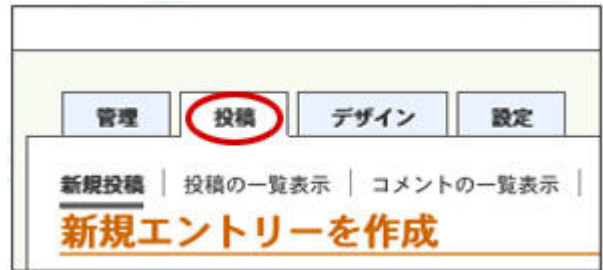 管理 投稿 デザイン 設定
新規投稿 | 投稿の一覧表示 | コメントの一覧表示 |
新規エントリーを作成